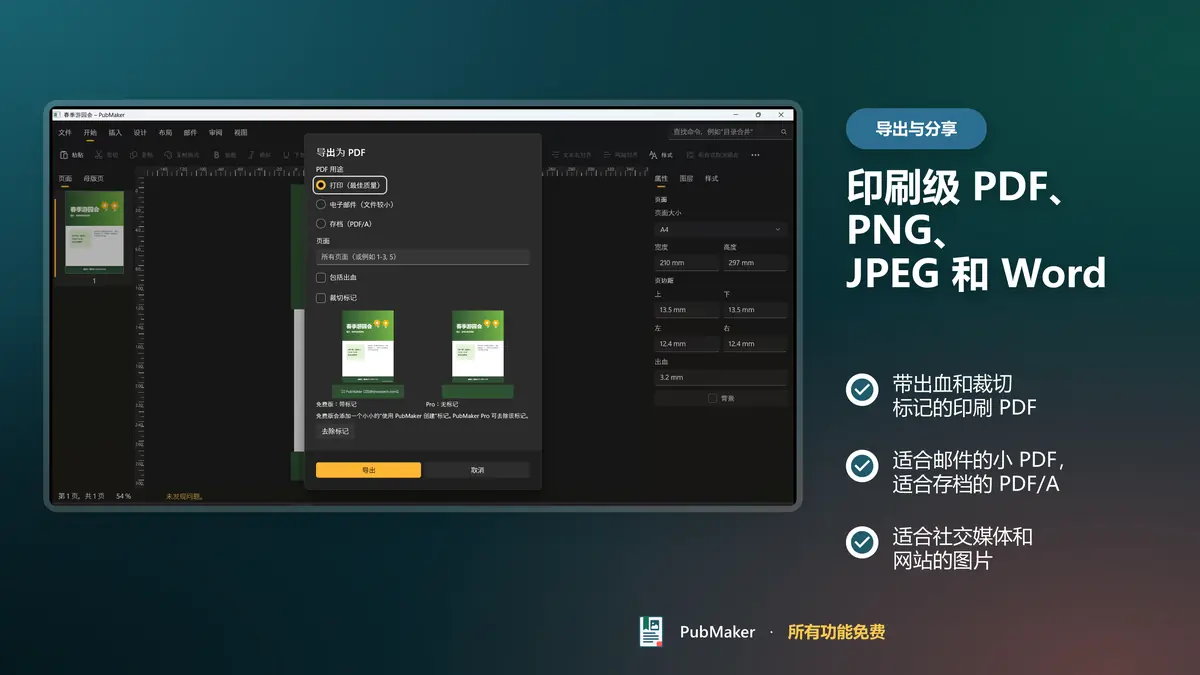 春季游园会 – PubMaker
文件 开始 插入 设计 布局 邮件 审阅 视图
查找命令，例如"目录合并"
粘贴
样式
页面 母版页
春季游园会
1
第 1 页，共 1 页 54 %
未发现问题。
导出为 PDF
PDF 用途
打印（最佳质量）
电子邮件（文件较小）
存档（PDF/A）
页面
所有页面（或例如 1-3, 5）
包括出血
裁切标记
春季游园会
春季游园会
免费版：带标记
Pro：无标记
免费版会添加一个小小的"使用 PubMaker 创建"标记。PubMaker Pro 可去除该标记。
去除标记
导出
取消
属性 图层 样式
页面
页面大小
A4
宽度 高度
210 mm 297 mm
页边距
上 下
13.5 mm 13.5 mm
左 右
12.4 mm 12.4 mm
出血
3.2 mm
背景
导出与分享
印刷级 PDF、
PNG、
JPEG 和 Word
带出血和裁切
标记的印刷 PDF
适合邮件的小 PDF，
适合存档的 PDF/A
适合社交媒体和
网站的图片
PubMaker · 所有功能免费